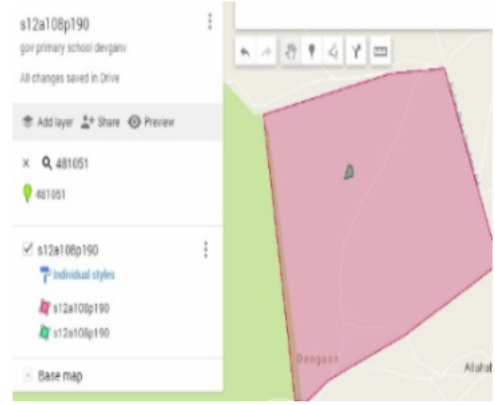 s12a108p190
gov primary school devganv
All changes saved in Drive
Add layer Share Preview
481051
481051
s12a108p190
Individual styles
s12a108p190
s12a108p190
Base map
Deogaon
Allahab